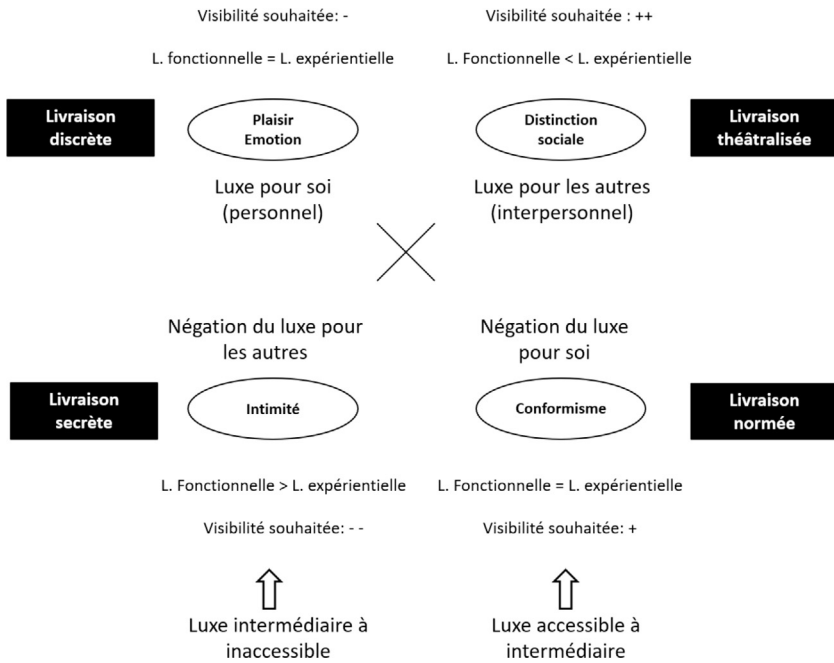 Visibilité souhaitée: -
Visibilité souhaitée : ++
L. fonctionnelle = L. expérientielle
L. Fonctionnelle < L. expérientielle
Livraison
discrète
Plaisir
Emotion
Distinction
sociale
Livraison
théâtralisée
Luxe pour soi
(personnel)
Luxe pour les autres
(interpersonnel)
Négation du luxe pour
les autres
Négation du luxe
pour soi
Livraison
secrète
Intimité
Conformisme
Livraison
normée
L. Fonctionnelle > L. expérientielle
L. Fonctionnelle = L. expérientielle
Visibilité souhaitée: - -
Visibilité souhaitée: +
Luxe intermédiaire à
inaccessible
Luxe accessible à
intermédiaire